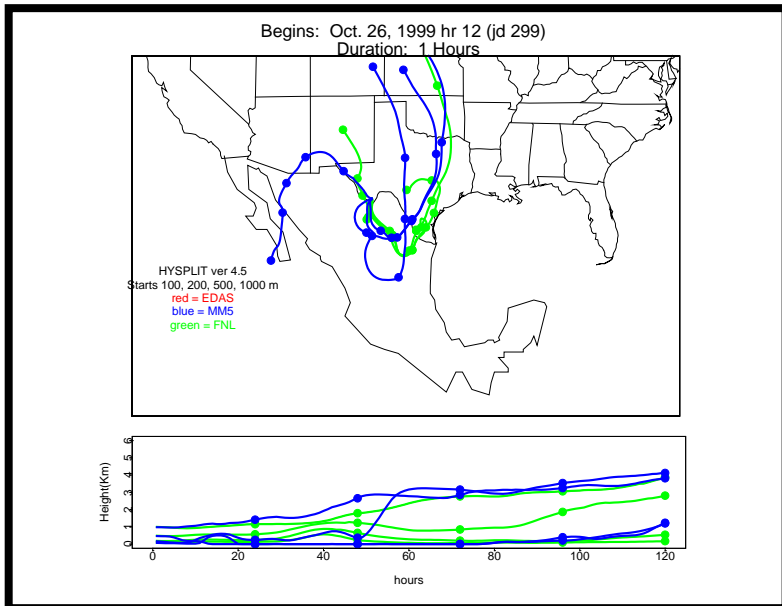 Begins: Oct. 26, 1999 hr 12 (jd 299)
Duration: 1 Hours
HYSPLIT ver 4.5
Starts 100, 200, 500, 1000 m
red = EDAS
blue = MM5
green = FNL
Height(Km)
6
5
4
3
2
1
0
0 20 40 60 80 100 120
hours